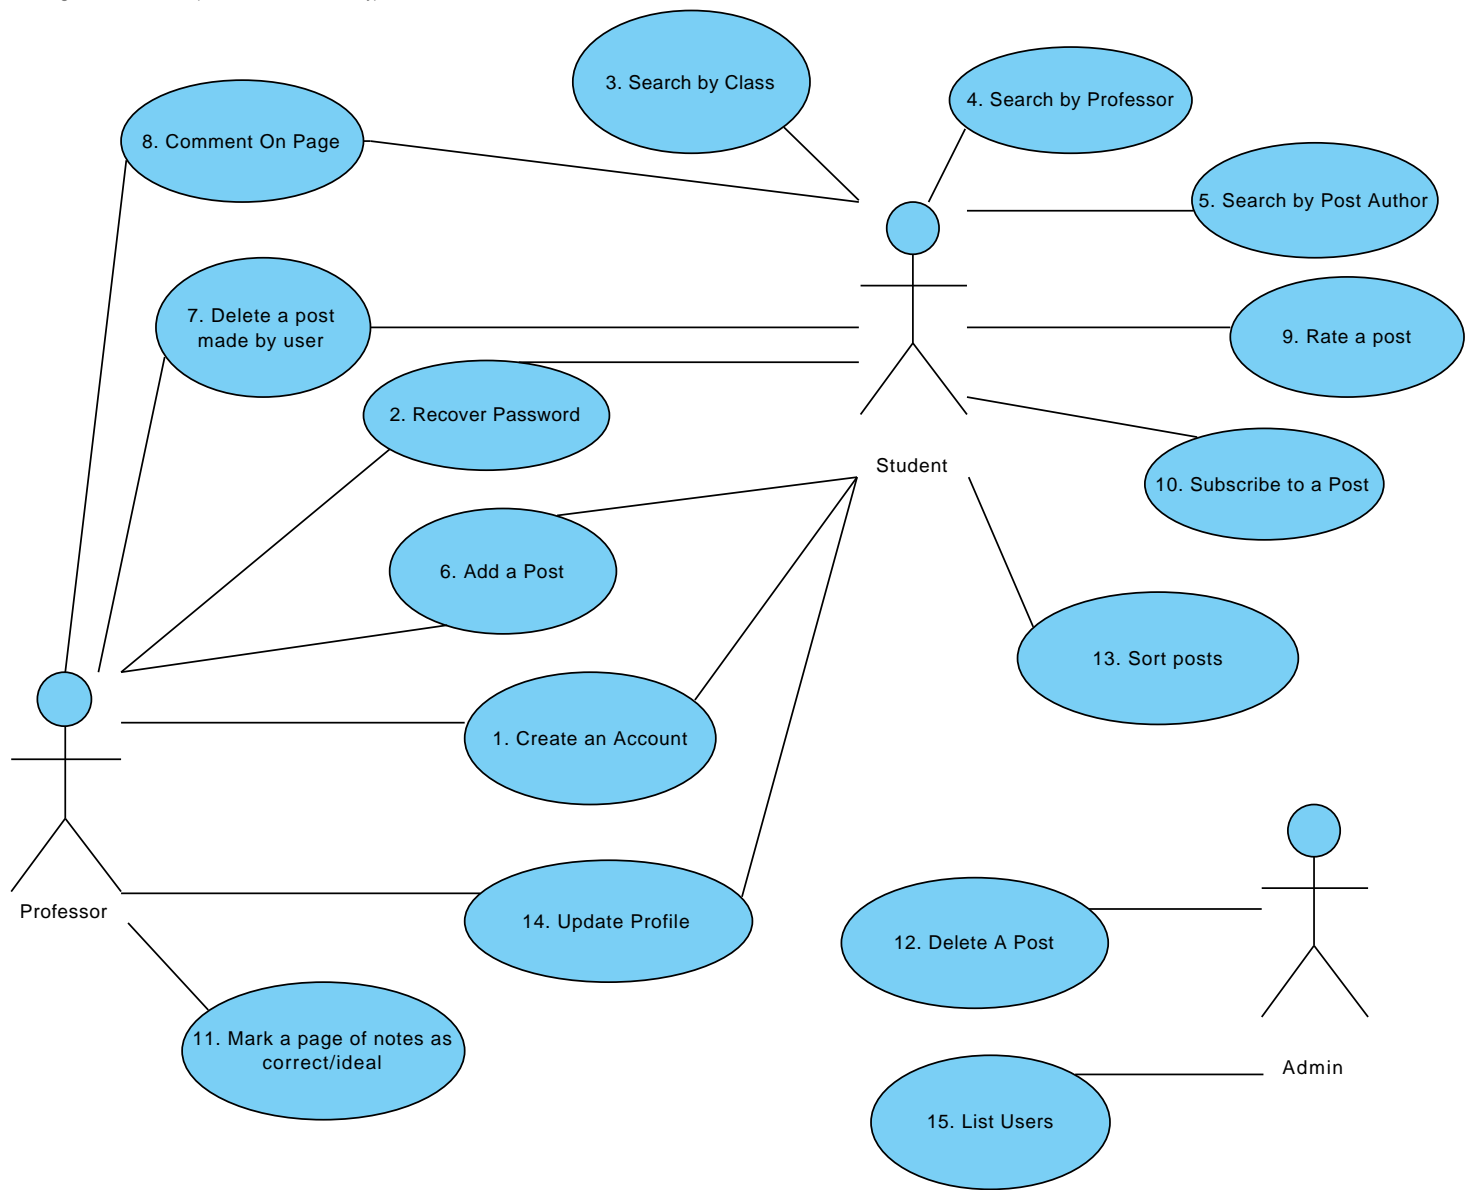 3. Search by Class
4. Search by Professor
8. Comment On Page
5. Search by Post Author
7. Delete a post
made by user
9. Rate a post
2. Recover Password
Student
10. Subscribe to a Post
6. Add a Post
13. Sort posts
1. Create an Account
Professor
14. Update Profile
12. Delete A Post
11. Mark a page of notes as
correct/ideal
Admin
15. List Users